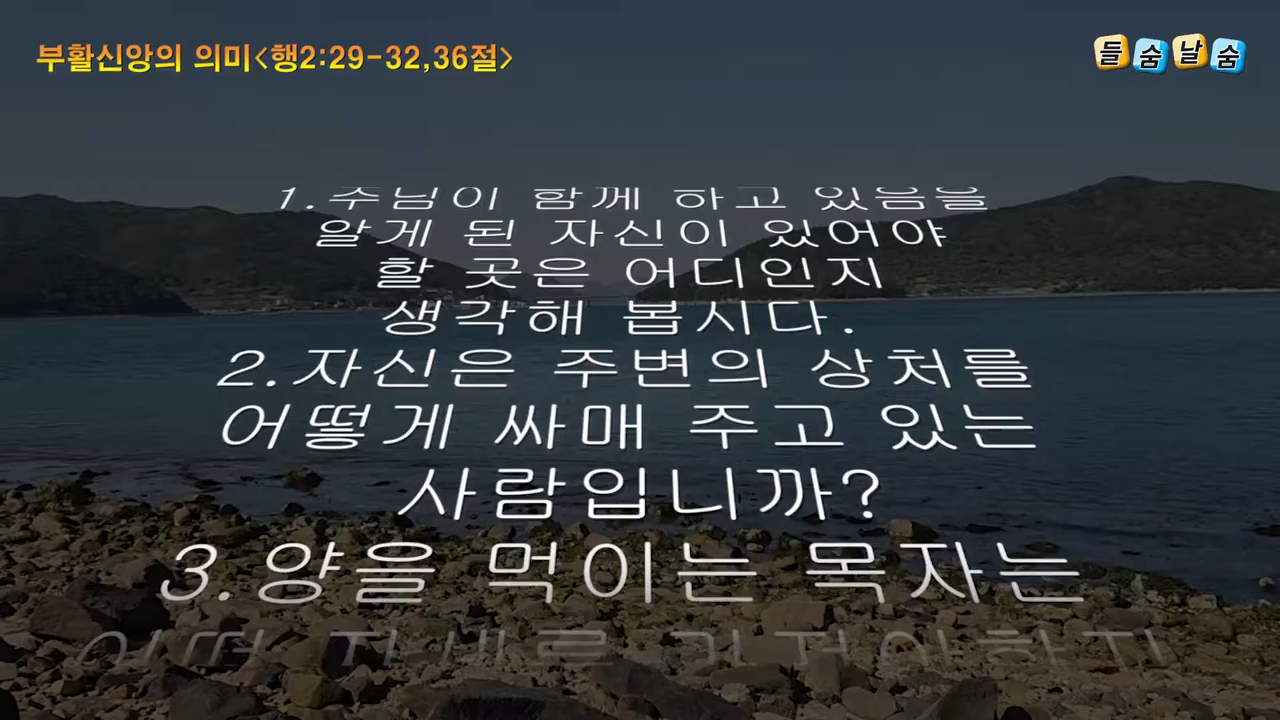 부활신앙의 의미<행2:29-32,36절>
들숨날숨
1.주님이 함께 하고 있음을
알게 된 자신이 있어야
할 곳은 어디인지
생각해 봅시다.
2.자신은 주변의 상처를
어떻게 싸매 주고 있는
사람입니까?
3.양을 먹이는 목자는